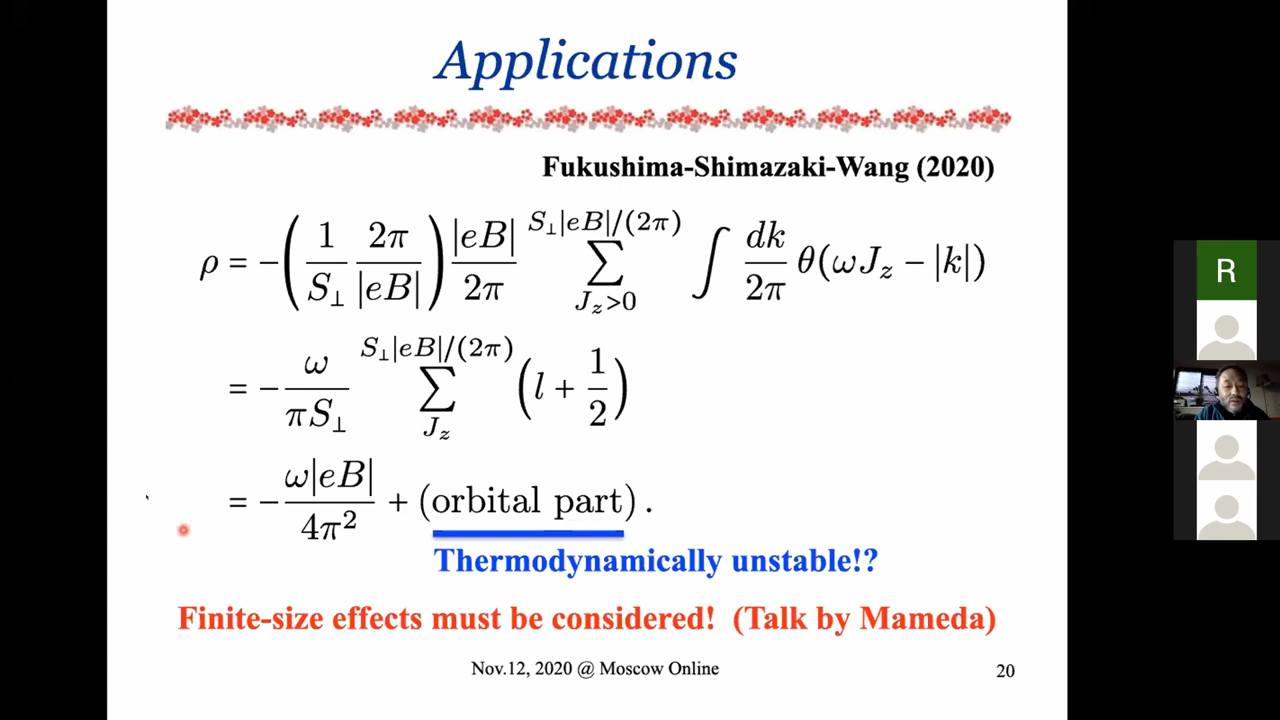 Applications
Fukushima-Shimazaki-Wang (2020)
ρ = −(1/S⊥ 2π/|eB|) |eB|/2π ∑_{J_z>0}^{S⊥|eB|/(2π)} ∫ dk/2π θ(ωJ_z − |k|)
= − ω/πS⊥ ∑_{J_z}^{S⊥|eB|/(2π)} (l + 1/2)
= − ω|eB|/4π² + (orbital part) .
Thermodynamically unstable!?
Finite-size effects must be considered! (Talk by Mameda)
Nov.12, 2020 @ Moscow Online
20
R